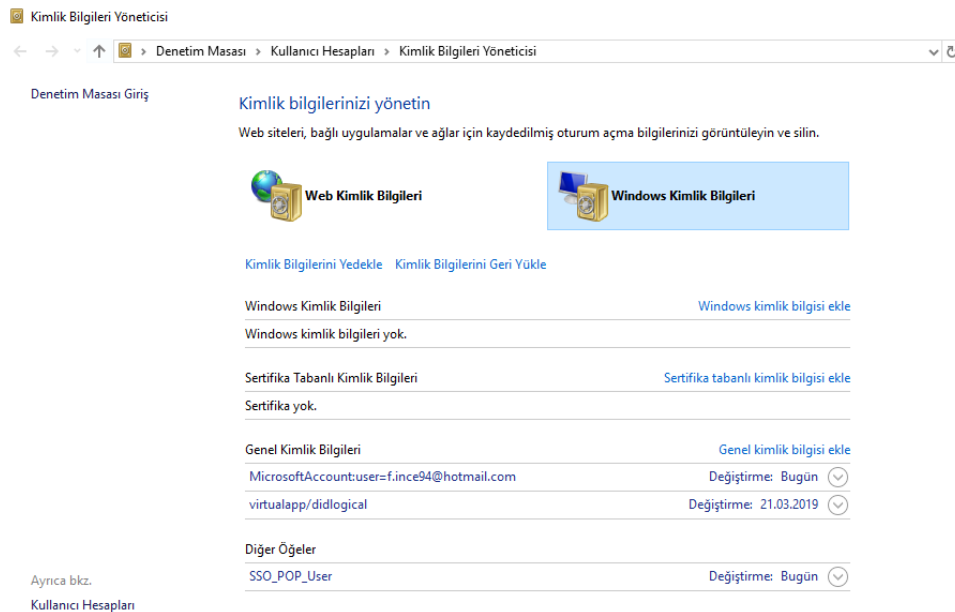 Kimlik Bilgileri Yöneticisi
Denetim Masası › Kullanıcı Hesapları › Kimlik Bilgileri Yöneticisi
Denetim Masası Giriş
Kimlik bilgilerinizi yönetin
Web siteleri, bağlı uygulamalar ve ağlar için kaydedilmiş oturum açma bilgilerinizi görüntüleyin ve silin.
Web Kimlik Bilgileri
Windows Kimlik Bilgileri
Kimlik Bilgilerini Yedekle Kimlik Bilgilerini Geri Yükle
Windows Kimlik Bilgileri Windows kimlik bilgisi ekle
Windows kimlik bilgileri yok.
Sertifika Tabanlı Kimlik Bilgileri Sertifika tabanlı kimlik bilgisi ekle
Sertifika yok.
Genel Kimlik Bilgileri Genel kimlik bilgisi ekle
MicrosoftAccount:user=f.ince94@hotmail.com Değiştirme: Bugün
virtualapp/didlogical Değiştirme: 21.03.2019
Diğer Öğeler
SSO_POP_User Değiştirme: Bugün
Ayrıca bkz.
Kullanıcı Hesapları